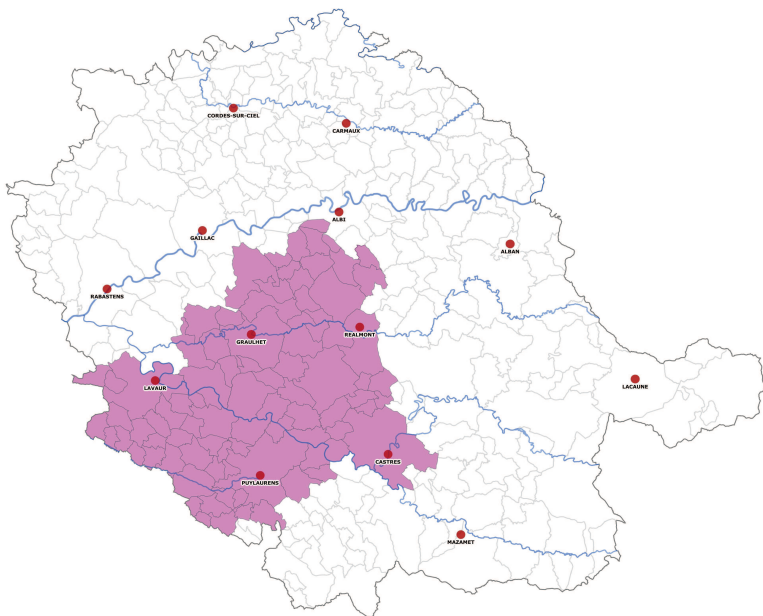 CORDES-SUR-CIEL
CARMAUX
ALBI
GAILLAC
ALBAN
RABASTENS
REALMONT
GRAULHET
LACAUNE
LAVAUR
CASTRES
PUYLAURENS
MAZAMET